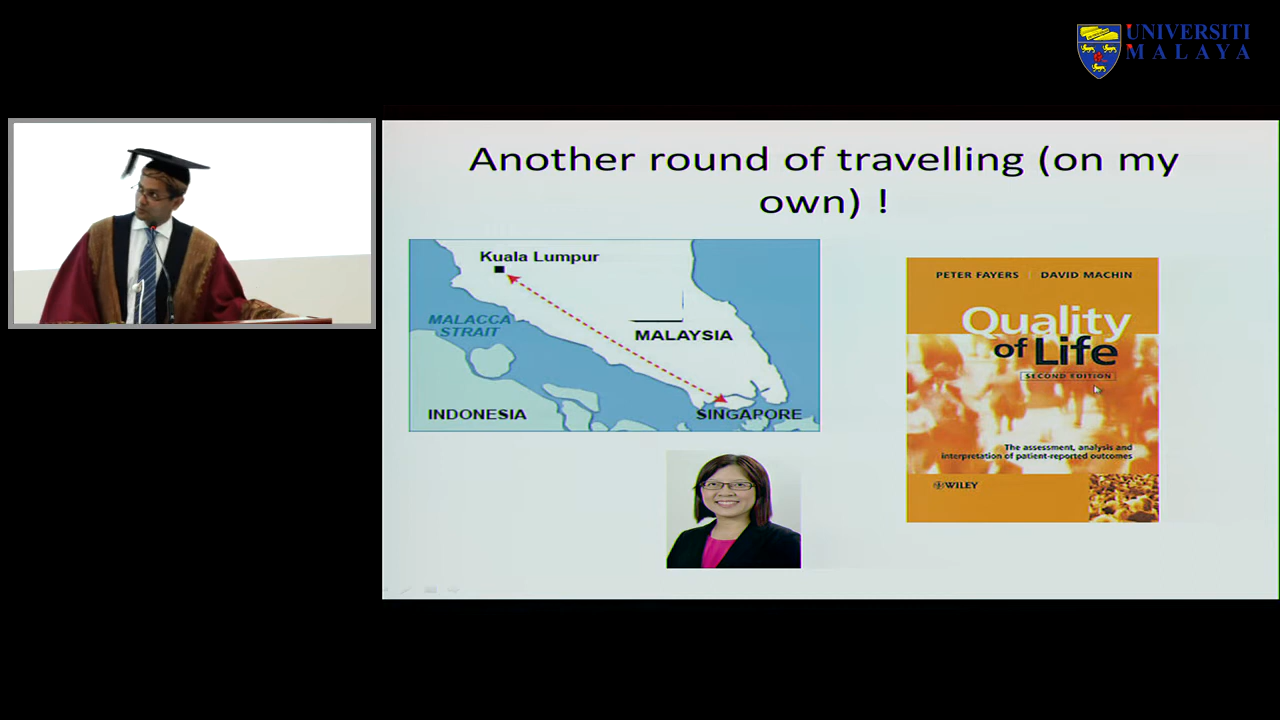 UNIVERSITI
MALAYA
Another round of travelling (on my
own) !
Kuala Lumpur
MALACCA
STRAIT
MALAYSIA
INDONESIA
SINGAPORE
PETER FAYERS | DAVID MACHIN
Quality
of Life
SECOND EDITION
The assessment, analysis and
interpretation of patient-reported outcomes
WILEY